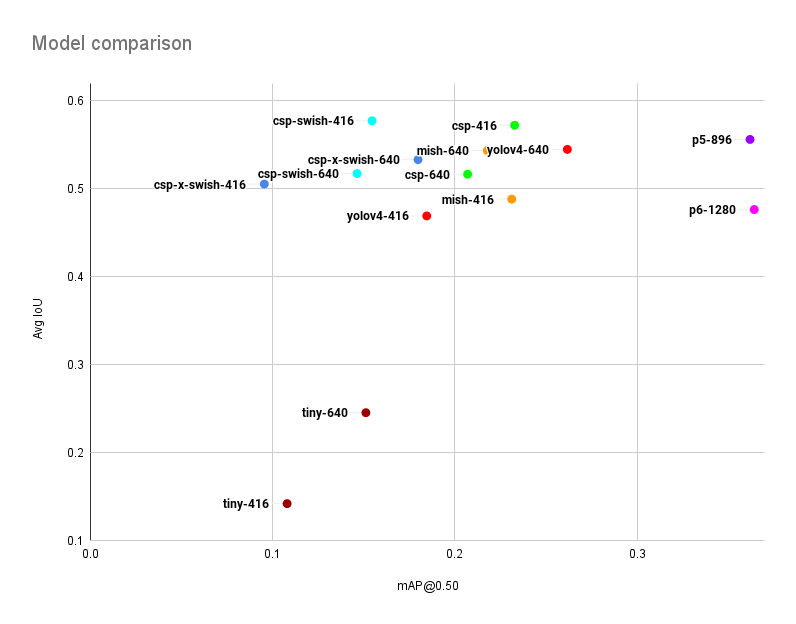 Model comparison
0.6
csp-swish-416
csp-416
p5-896
mish-640
yolov4-640
csp-x-swish-640
csp-swish-640
csp-640
csp-x-swish-416
0.5
mish-416
p6-1280
yolov4-416
0.4
Avg IoU
0.3
tiny-640
0.2
tiny-416
0.1
0.0
0.1
0.2
0.3
mAP@0.50